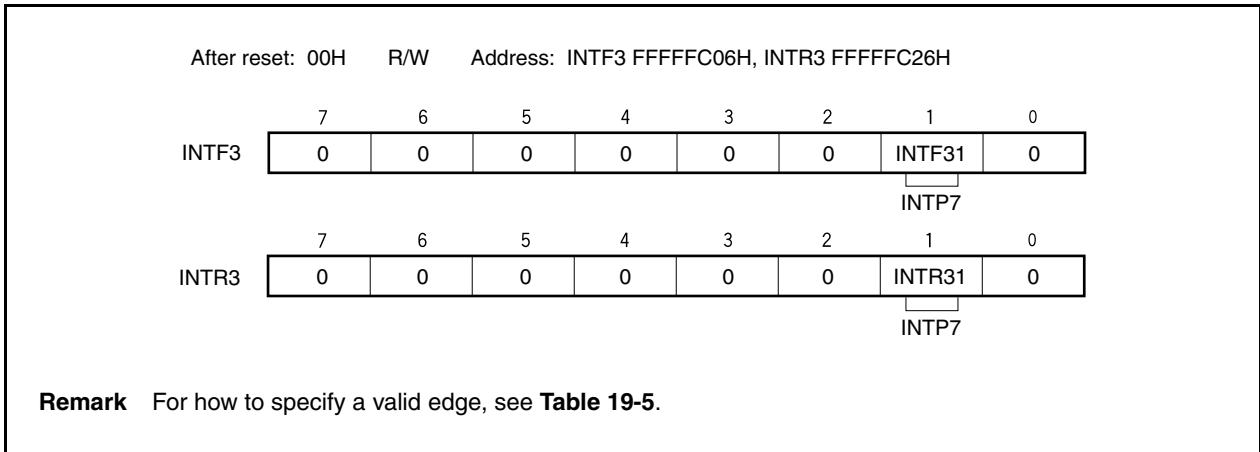 After reset: 00H R/W Address: INTF3 FFFFFC06H, INTR3 FFFFFC26H
7 6 5 4 3 2 1 0
INTF3 0 0 0 0 0 0 INTF31 0
INTP7
7 6 5 4 3 2 1 0
INTR3 0 0 0 0 0 0 INTR31 0
INTP7
Remark For how to specify a valid edge, see Table 19-5.